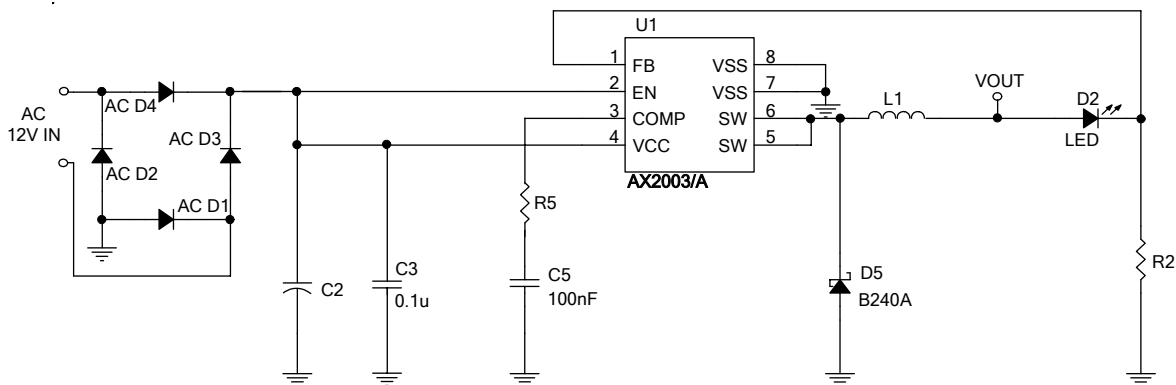 U1
1 FB
2 EN
3 COMP
4 VCC
VSS 8
VSS 7
SW 6
SW 5
AX2003/A
AC
12V IN
AC D4
AC D3
AC D2
AC D1
VOUT
L1
D2
LED
R5
C2
C3
0.1u
C5
100nF
D5
B240A
R2